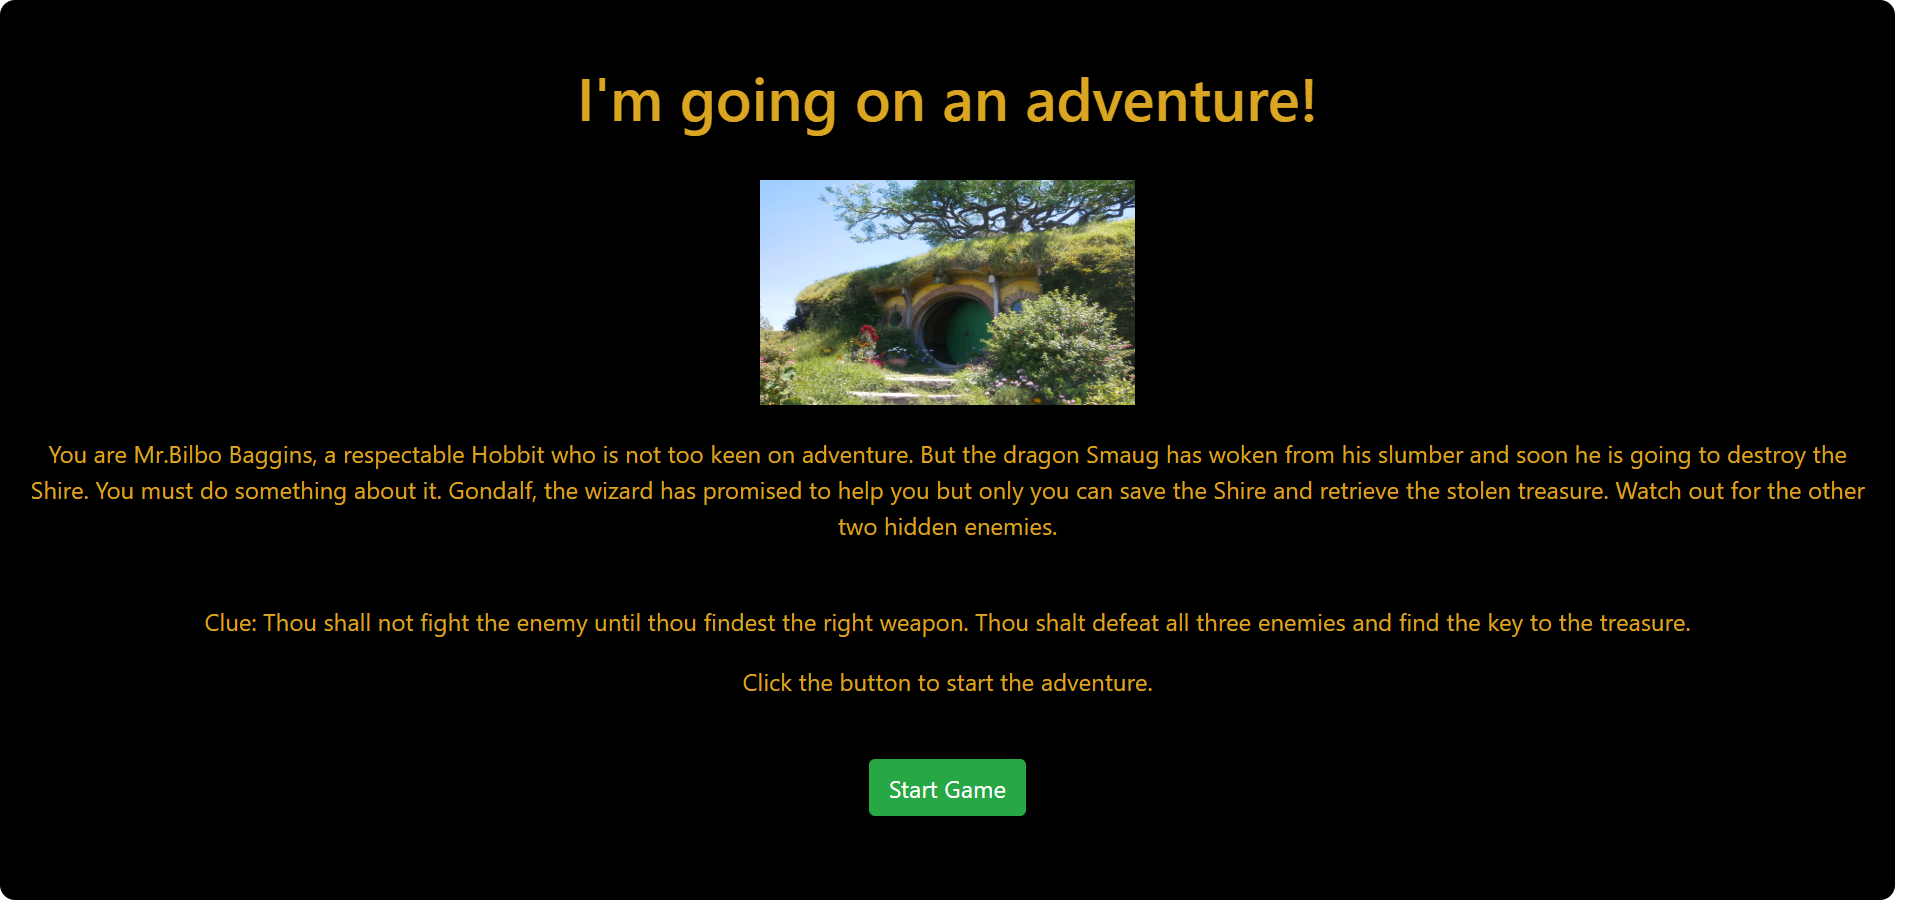 I'm going on an adventure!
You are Mr.Bilbo Baggins, a respectable Hobbit who is not too keen on adventure. But the dragon Smaug has woken from his slumber and soon he is going to destroy the
Shire. You must do something about it. Gondalf, the wizard has promised to help you but only you can save the Shire and retrieve the stolen treasure. Watch out for the other
two hidden enemies.
Clue: Thou shall not fight the enemy until thou findest the right weapon. Thou shalt defeat all three enemies and find the key to the treasure.
Click the button to start the adventure.
Start Game